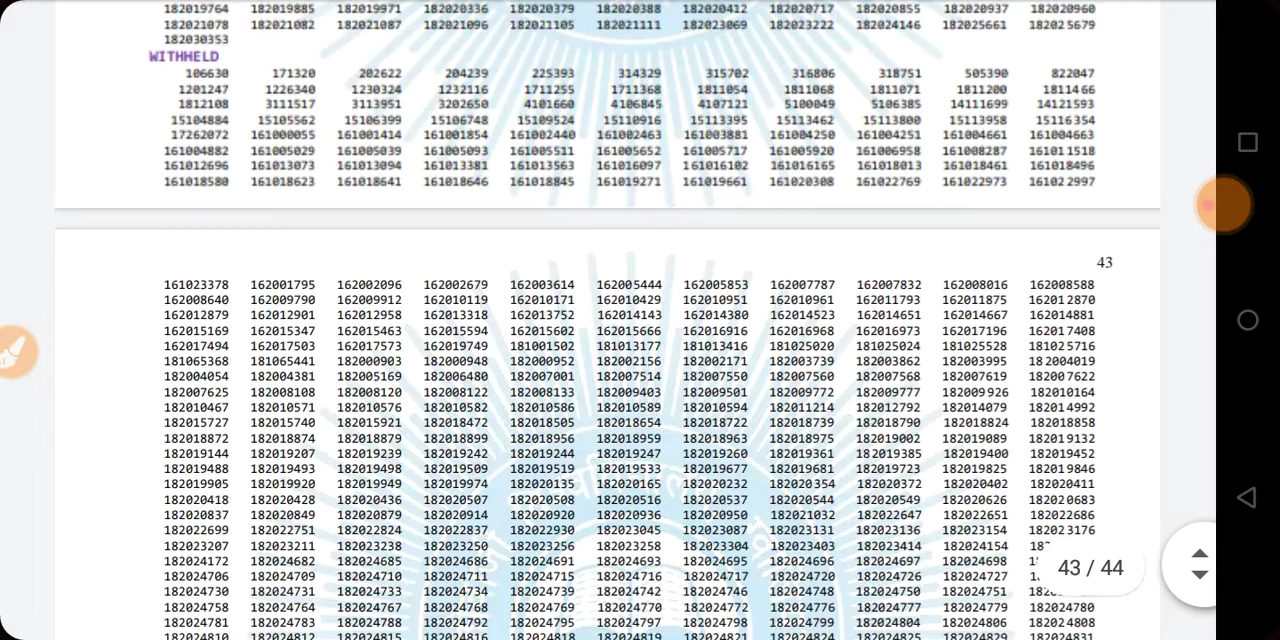 182019764 182019885 182019971 182020336 182020379 182020388 182020412 182020717 182020855 182020937 182020960
182021078 182021082 182021087 182021096 182021105 182021111 182023069 182023222 182024146 182025661 182025679
182030353
WITHHELD
106630 171320 202622 204239 225393 314329 315702 316806 318751 505390 822047
1201247 1226340 1230324 1232116 1711255 1711368 1811054 1811068 1811071 1811200 1811466
1812108 3111517 3113951 3202650 4101660 4106845 4107121 5100049 5106385 14111699 14121593
15104884 15105562 15106399 15106748 15109524 15110916 15113395 15113462 15113800 15113958 15116354
17262072 161000055 161001414 161001854 161002440 161002463 161003881 161004250 161004251 161004661 161004663
161004882 161005029 161005039 161005093 161005511 161005652 161005717 161005920 161006958 161008287 161011518
161012696 161013073 161013094 161013381 161013563 161016097 161016102 161016165 161018013 161018461 161018496
161018580 161018623 161018641 161018646 161018845 161019271 161019661 161020308 161022769 161022973 161022997
43
161023378 162001795 162002096 162002679 162003614 162005444 162005853 162007787 162007832 162008016 162008588
162008640 162009790 162009912 162010119 162010171 162010429 162010951 162010961 162011793 162011875 162012870
162012879 162012901 162012958 162013318 162013752 162014143 162014380 162014523 162014651 162014667 162014881
162015169 162015347 162015463 162015594 162015602 162015666 162016916 162016968 162016973 162017196 162017408
162017494 162017503 162017573 162019749 181001502 181013177 181013416 181025020 181025024 181025528 181025716
181065368 181065441 182000903 182000948 182000952 182002156 182002171 182003739 182003862 182003995 182004019
182004054 182004381 182005169 182006480 182007001 182007514 182007550 182007560 182007568 182007619 182007622
182007625 182008108 182008120 182008122 182008133 182009403 182009501 182009772 182009777 182009926 182010164
182010467 182010571 182010576 182010582 182010586 182010589 182010594 182011214 182012792 182014079 182014992
182015727 182015740 182015921 182018472 182018505 182018654 182018722 182018739 182018790 182018824 182018858
182018872 182018874 182018879 182018899 182018956 182018959 182018963 182018975 182019002 182019089 182019132
182019144 182019207 182019239 182019242 182019244 182019247 182019260 182019361 182019385 182019400 182019452
182019488 182019493 182019498 182019509 182019519 182019533 182019677 182019681 182019723 182019825 182019846
182019905 182019920 182019949 182019974 182020135 182020165 182020232 182020354 182020372 182020402 182020411
182020418 182020428 182020436 182020507 182020508 182020516 182020537 182020544 182020549 182020626 182020683
182020837 182020849 182020879 182020914 182020920 182020936 182020950 182021032 182022647 182022651 182022686
182022699 182022751 182022824 182022837 182022930 182023045 182023087 182023131 182023136 182023154 182023176
182023207 182023211 182023238 182023250 182023256 182023258 182023304 182023403 182023414 182024154
182024172 182024682 182024685 182024686 182024691 182024693 182024695 182024696 182024697 182024698
182024706 182024709 182024710 182024711 182024715 182024716 182024717 182024720 182024726 182024727
182024730 182024731 182024733 182024734 182024739 182024742 182024746 182024748 182024750 182024751
182024758 182024764 182024767 182024768 182024769 182024770 182024772 182024776 182024777 182024779 182024780
182024781 182024783 182024788 182024792 182024795 182024797 182024798 182024799 182024804 182024806 182024808
182024810 182024812 182024815 182024816 182024818 182024819 182024821 182024824 182024825 182024829 182024831
43 / 44